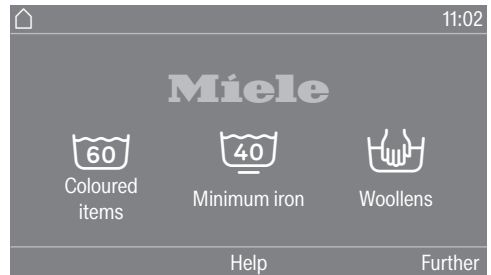 11:02
Miele
60
40
Coloured
items
Minimum iron
Woollens
Help
Further